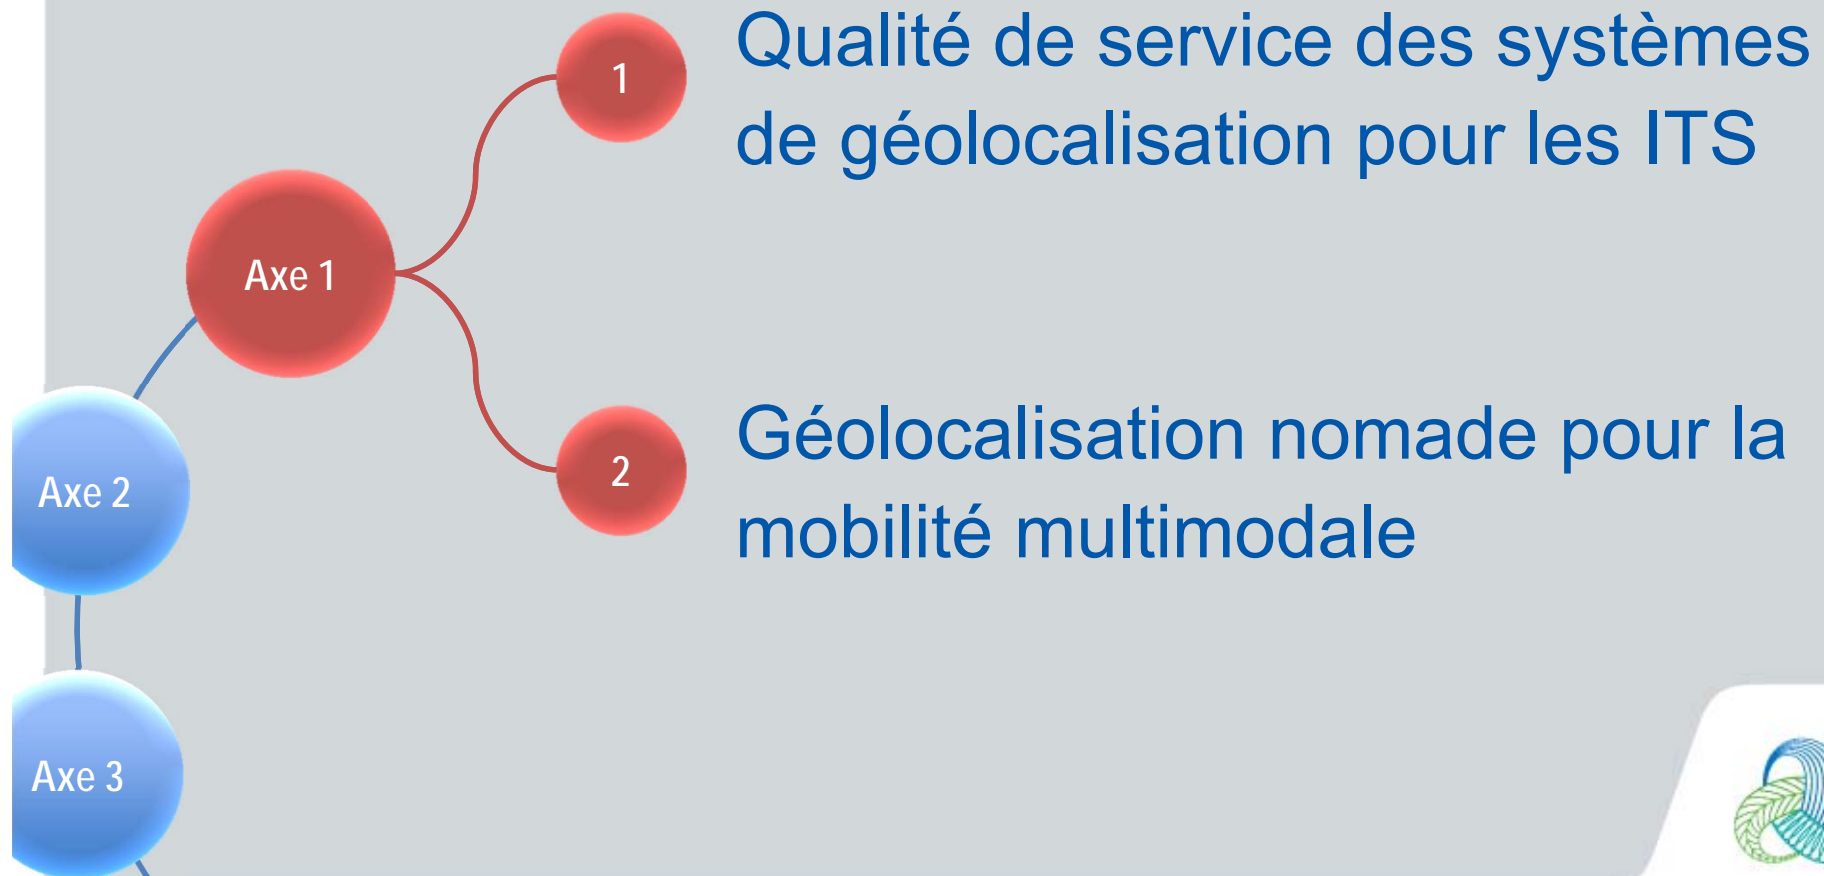 1
Qualité de service des systèmes
de géolocalisation pour les ITS
Axe 1
2
Géolocalisation nomade pour la
mobilité multimodale
Axe 2
Axe 3